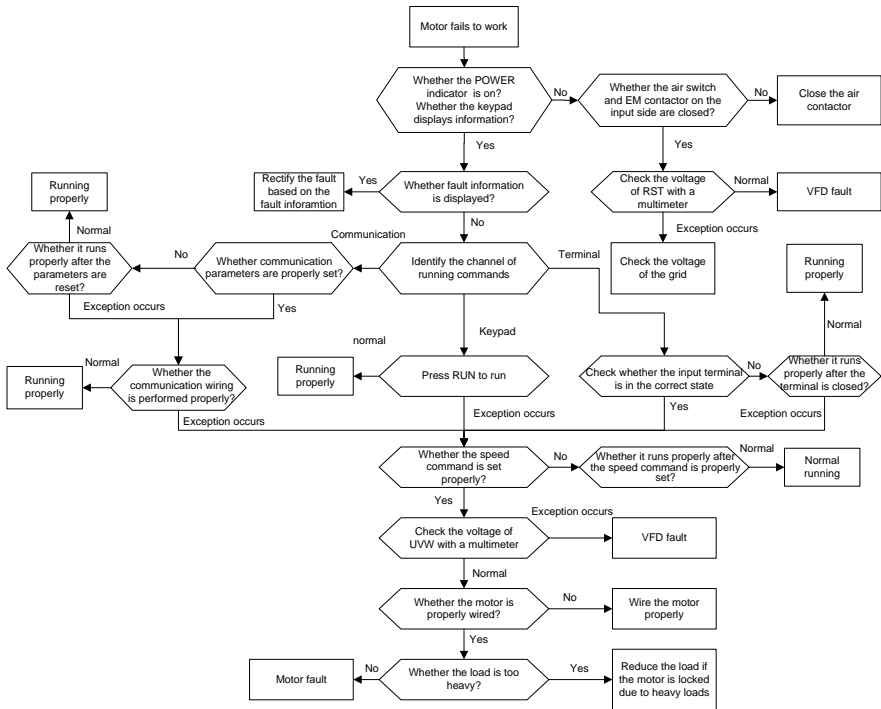 Motor fails to work
Whether the POWER
indicator is on?
Whether the keypad
displays information?
No
Whether the air switch
and EM contactor on the
input side are closed?
No
Close the air
contactor
Yes
Yes
Rectify the fault
based on the
fault inforamtion
Yes
Whether fault information
is displayed?
Check the voltage
of RST with a
multimeter
Normal
VFD fault
Running
properly
Normal
No
Exception occurs
Communication
Whether it runs
properly after the
parameters are
reset?
No
Whether communication
parameters are properly set?
Identify the channel of
running commands
Terminal
Check the voltage
of the grid
Running
properly
Exception occurs
Yes
Keypad
Normal
normal
Running
properly
Normal
Whether the
communication wiring
is performed properly?
Running
properly
Press RUN to run
Check whether the input terminal
is in the correct state
No
Whether it runs
properly after the
terminal is closed?
Exception occurs
Exception occurs
Yes
Exception occurs
Whether the speed
command is set
properly?
No
Whether it runs properly after
the speed command is properly
set?
Normal
Normal
running
Yes
Exception occurs
Check the voltage of
UVW with a multimeter
VFD fault
Normal
Whether the motor is
properly wired?
No
Wire the motor
properly
Yes
Motor fault
No
Whether the load is too
heavy?
Yes
Reduce the load if
the motor is locked
due to heavy loads